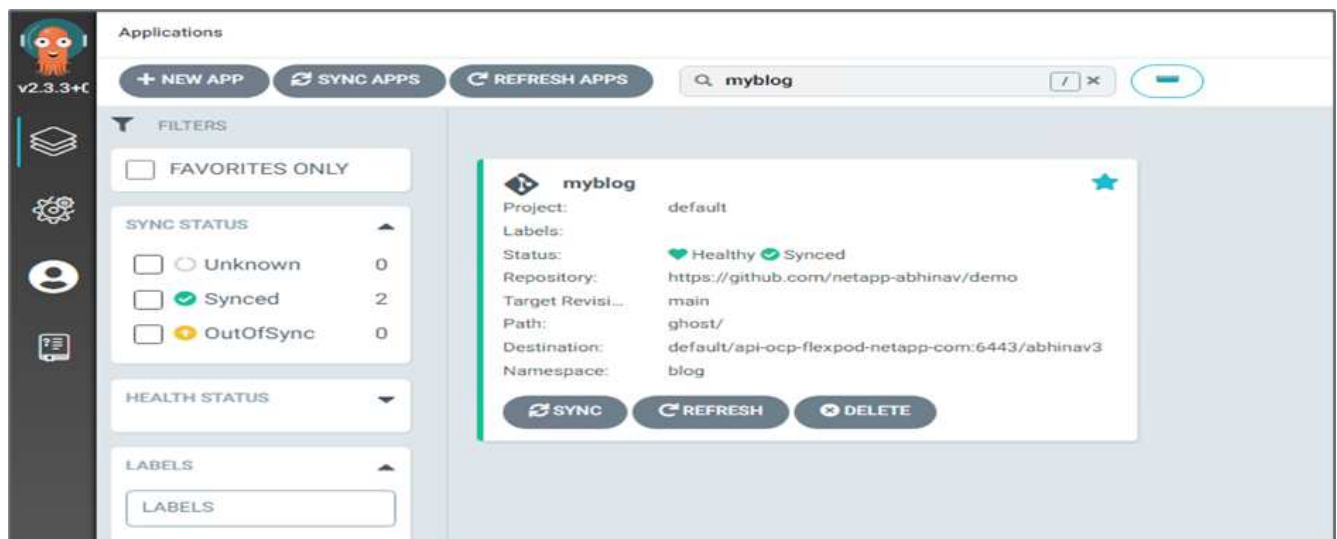 Applications
v2.3.3+0
+ NEW APP
SYNC APPS
REFRESH APPS
myblog
/
FILTERS
FAVORITES ONLY
SYNC STATUS
Unknown 0
Synced 2
OutOfSync 0
HEALTH STATUS
LABELS
LABELS
myblog
Project: default
Labels:
Status: Healthy Synced
Repository: https://github.com/netapp-abhinav/demo
Target Revisi... main
Path: ghost/
Destination: default/api-ocp-flexpod-netapp-com:6443/abhinav3
Namespace: blog
SYNC
REFRESH
DELETE